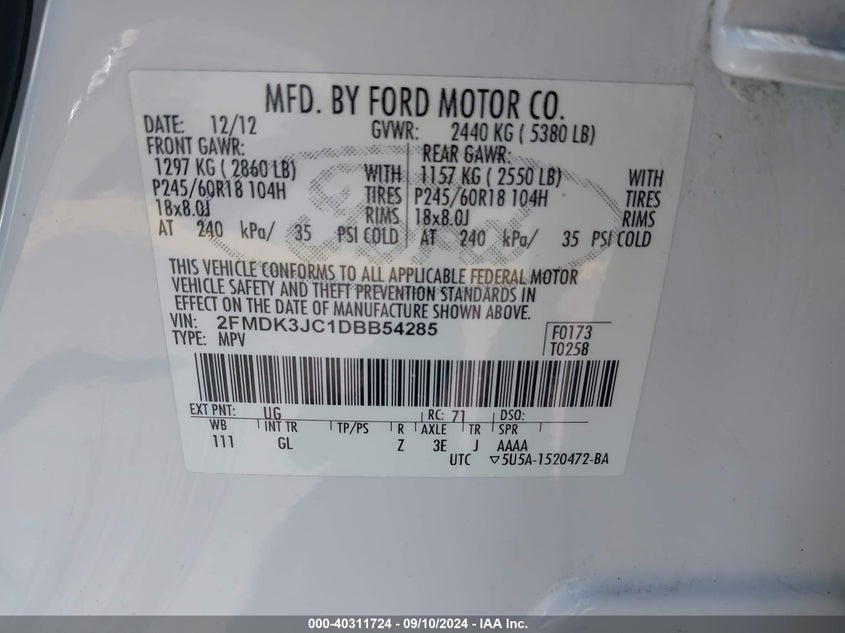 MFD. BY FORD MOTOR CO.
DATE: 12/12 GVWR: 2440 KG ( 5380 LB)
FRONT GAWR: REAR GAWR:
1297 KG ( 2860 LB) WITH 1157 KG ( 2550 LB) WITH
P245/60R18 104H TIRES P245/60R18 104H TIRES
18x8.0J RIMS 18x8.0J RIMS
AT 240 kPa/ 35 PSI COLD AT 240 kPa/ 35 PSI COLD
Ford
THIS VEHICLE CONFORMS TO ALL APPLICABLE FEDERAL MOTOR
VEHICLE SAFETY AND THEFT PREVENTION STANDARDS IN
EFFECT ON THE DATE OF MANUFACTURE SHOWN ABOVE.
VIN: 2FMDK3JC1DBB54285 F0173
TYPE: MPV T0258
EXT PNT: UG RC: 71 DSO:
WB INT TR TP/PS R AXLE TR SPR
111 GL Z 3E J AAAA
UTC ▽5U5A-1520472-BA
000-40311724 - 09/10/2024 - IAA Inc.